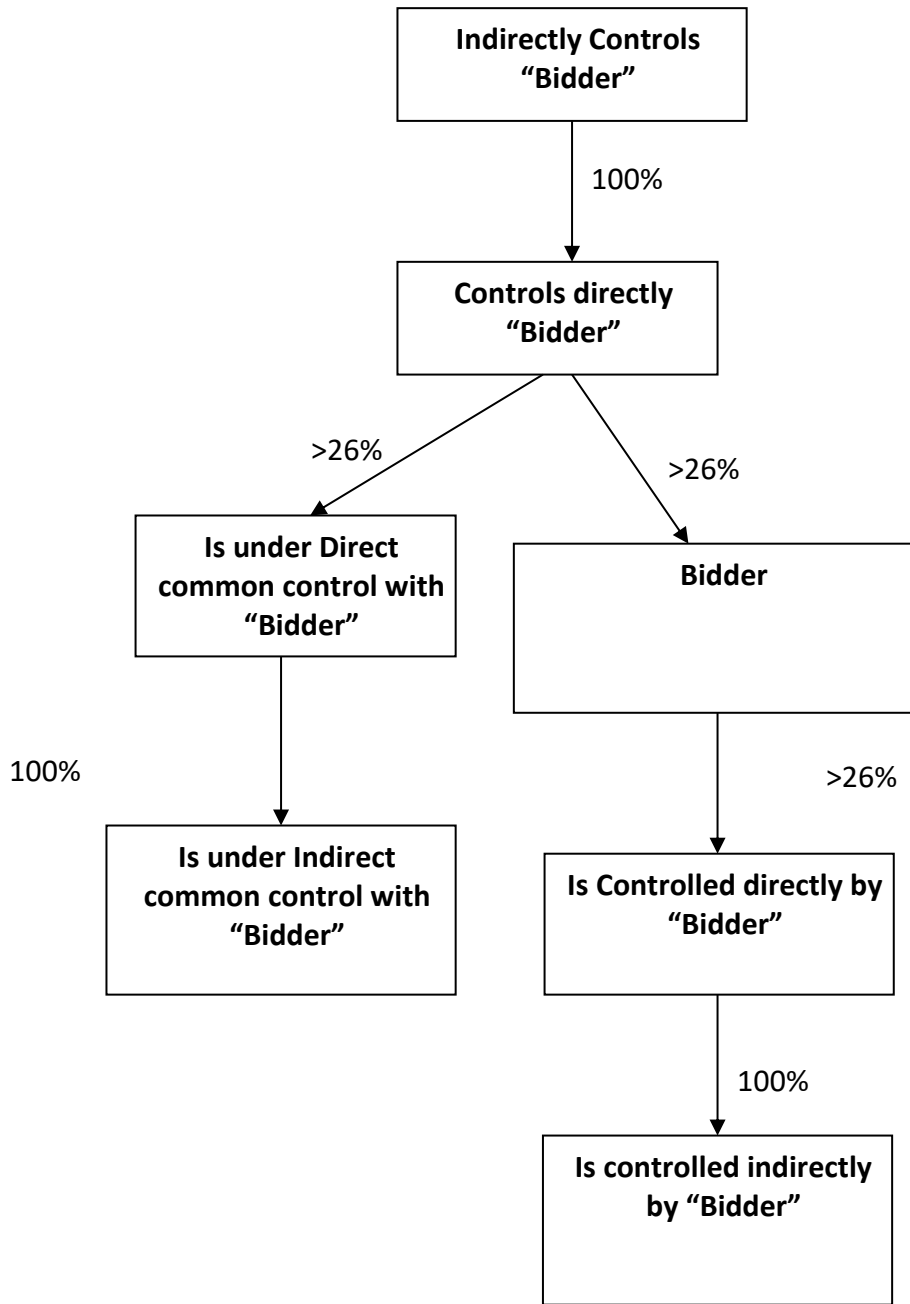 Indirectly Controls
“Bidder”
100%
Controls directly
“Bidder”
>26%
>26%
Is under Direct
common control with
“Bidder”
Bidder
100%
>26%
Is under Indirect
common control with
“Bidder”
Is Controlled directly by
“Bidder”
100%
Is controlled indirectly
by “Bidder”